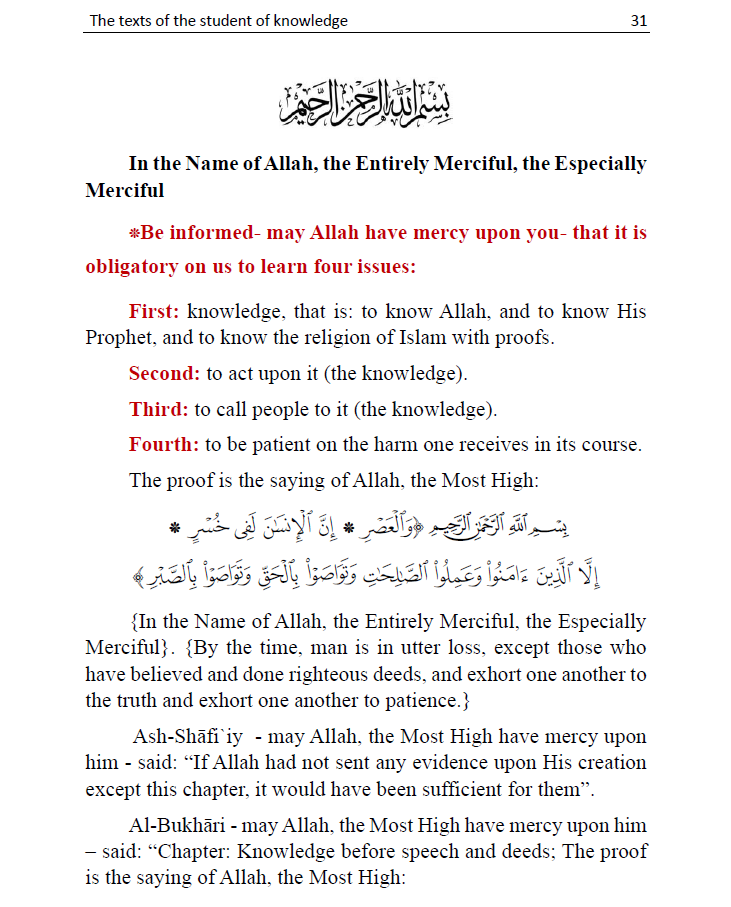 The texts of the student of knowledge 31
بسم الله الرحمن الرحيم
In the Name of Allah, the Entirely Merciful, the Especially
Merciful
❋Be informed- may Allah have mercy upon you- that it is
obligatory on us to learn four issues:
First: knowledge, that is: to know Allah, and to know His
Prophet, and to know the religion of Islam with proofs.
Second: to act upon it (the knowledge).
Third: to call people to it (the knowledge).
Fourth: to be patient on the harm one receives in its course.
The proof is the saying of Allah, the Most High:
بِسْمِ ٱللَّهِ ٱلرَّحْمَٰنِ ٱلرَّحِيمِ ﴿وَٱلْعَصْرِ ❋ إِنَّ ٱلْإِنسَٰنَ لَفِى خُسْرٍ ❋
إِلَّا ٱلَّذِينَ ءَامَنُوا۟ وَعَمِلُوا۟ ٱلصَّٰلِحَٰتِ وَتَوَاصَوْا۟ بِٱلْحَقِّ وَتَوَاصَوْا۟ بِٱلصَّبْرِ﴾
{In the Name of Allah, the Entirely Merciful, the Especially
Merciful}. {By the time, man is in utter loss, except those who
have believed and done righteous deeds, and exhort one another to
the truth and exhort one another to patience.}
Ash-Shāfi`iy - may Allah, the Most High have mercy upon
him - said: “If Allah had not sent any evidence upon His creation
except this chapter, it would have been sufficient for them”.
Al-Bukhāri - may Allah, the Most High have mercy upon him
– said: “Chapter: Knowledge before speech and deeds; The proof
is the saying of Allah, the Most High: